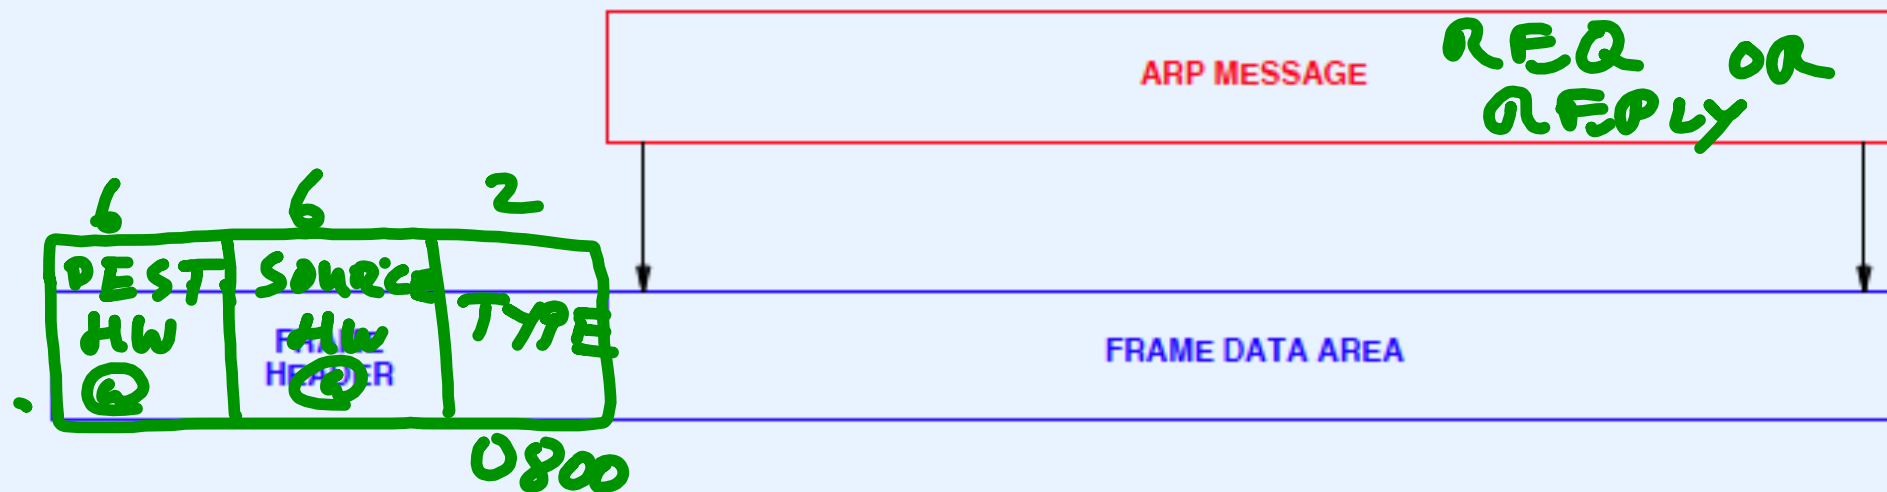 ARP MESSAGE
REQ OR
REPLY
6 6 2
DEST SOURCE TYPE
HW HW
@ @
FRAME
HEADER
FRAME DATA AREA
0800